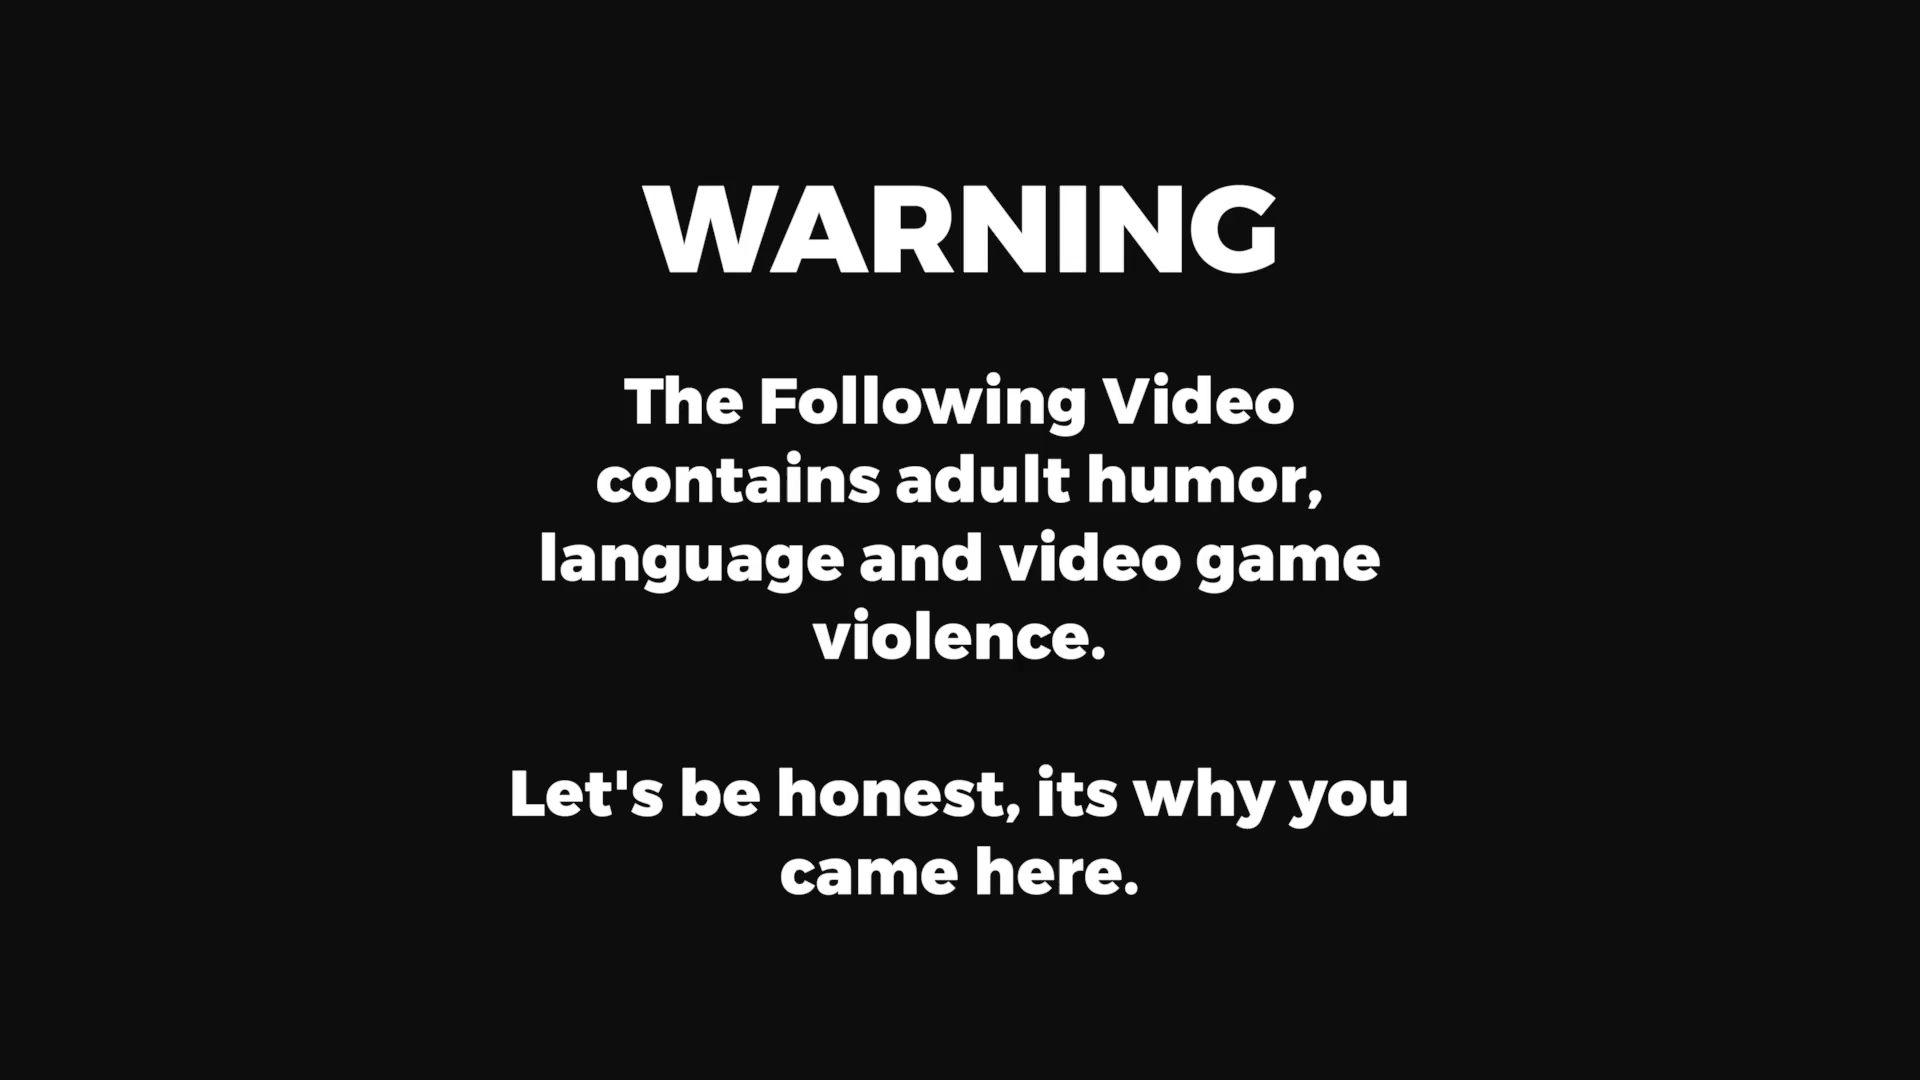 WARNING
The Following Video
contains adult humor,
language and video game
violence.
Let's be honest, its why you
came here.